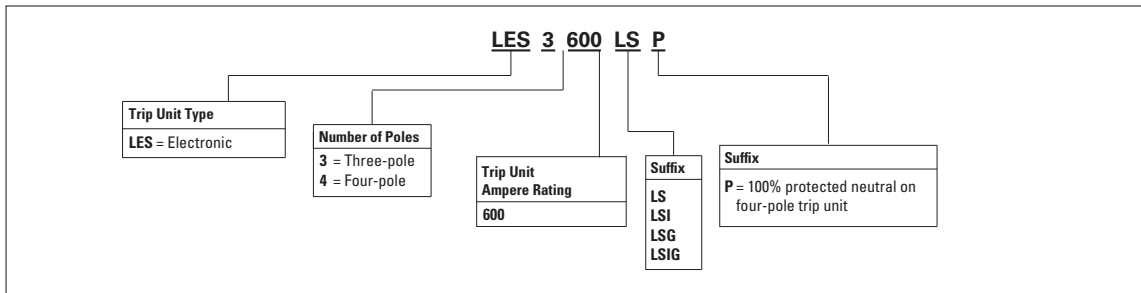 LES 3 600 LS P
Trip Unit Type
LES = Electronic
Number of Poles
3 = Three-pole
4 = Four-pole
Trip Unit
Ampere Rating
600
Suffix
LS
LSI
LSG
LSIG
Suffix
P = 100% protected neutral on
four-pole trip unit